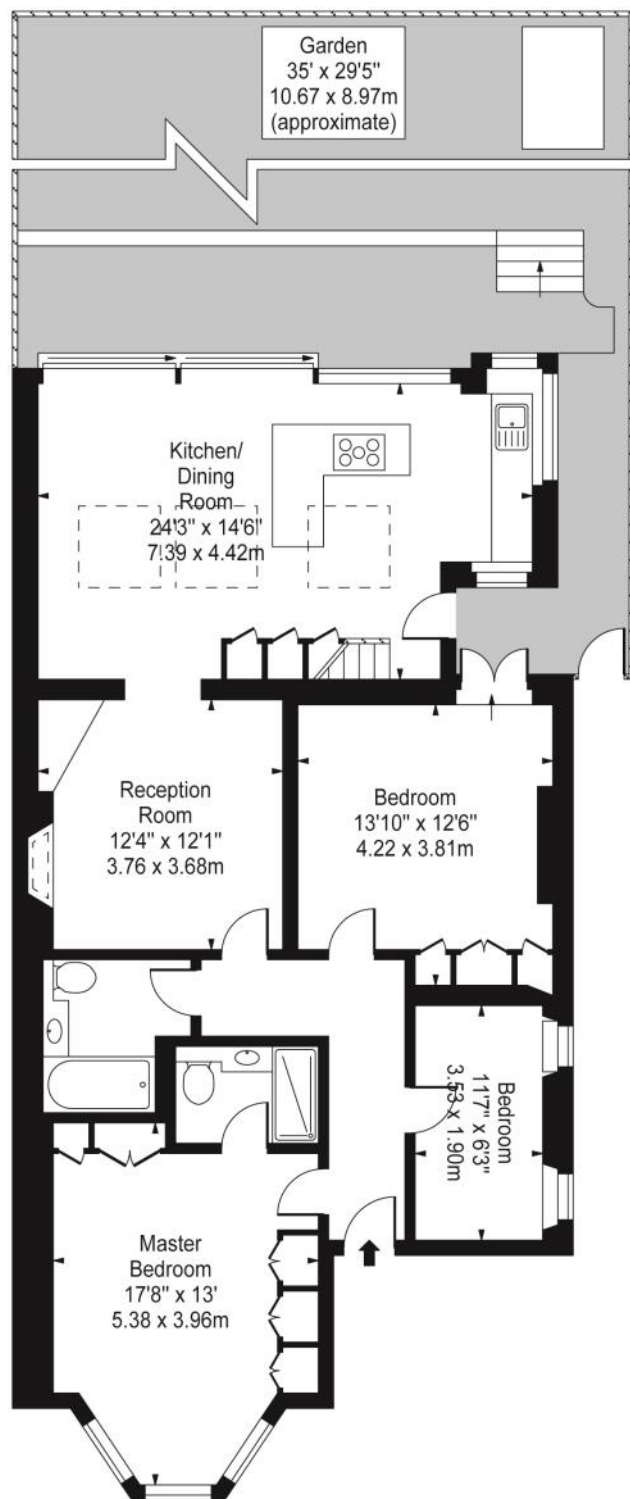 Garden
35' x 29'5"
10.67 x 8.97m
(approximate)
Kitchen/
Dining
Room
24'3" x 14'6"
7.39 x 4.42m
Reception
Room
12'4" x 12'1"
3.76 x 3.68m
Bedroom
13'10" x 12'6"
4.22 x 3.81m
Bedroom
11'7" x 6'3"
3.53 x 1.90m
Master
Bedroom
17'8" x 13'
5.38 x 3.96m